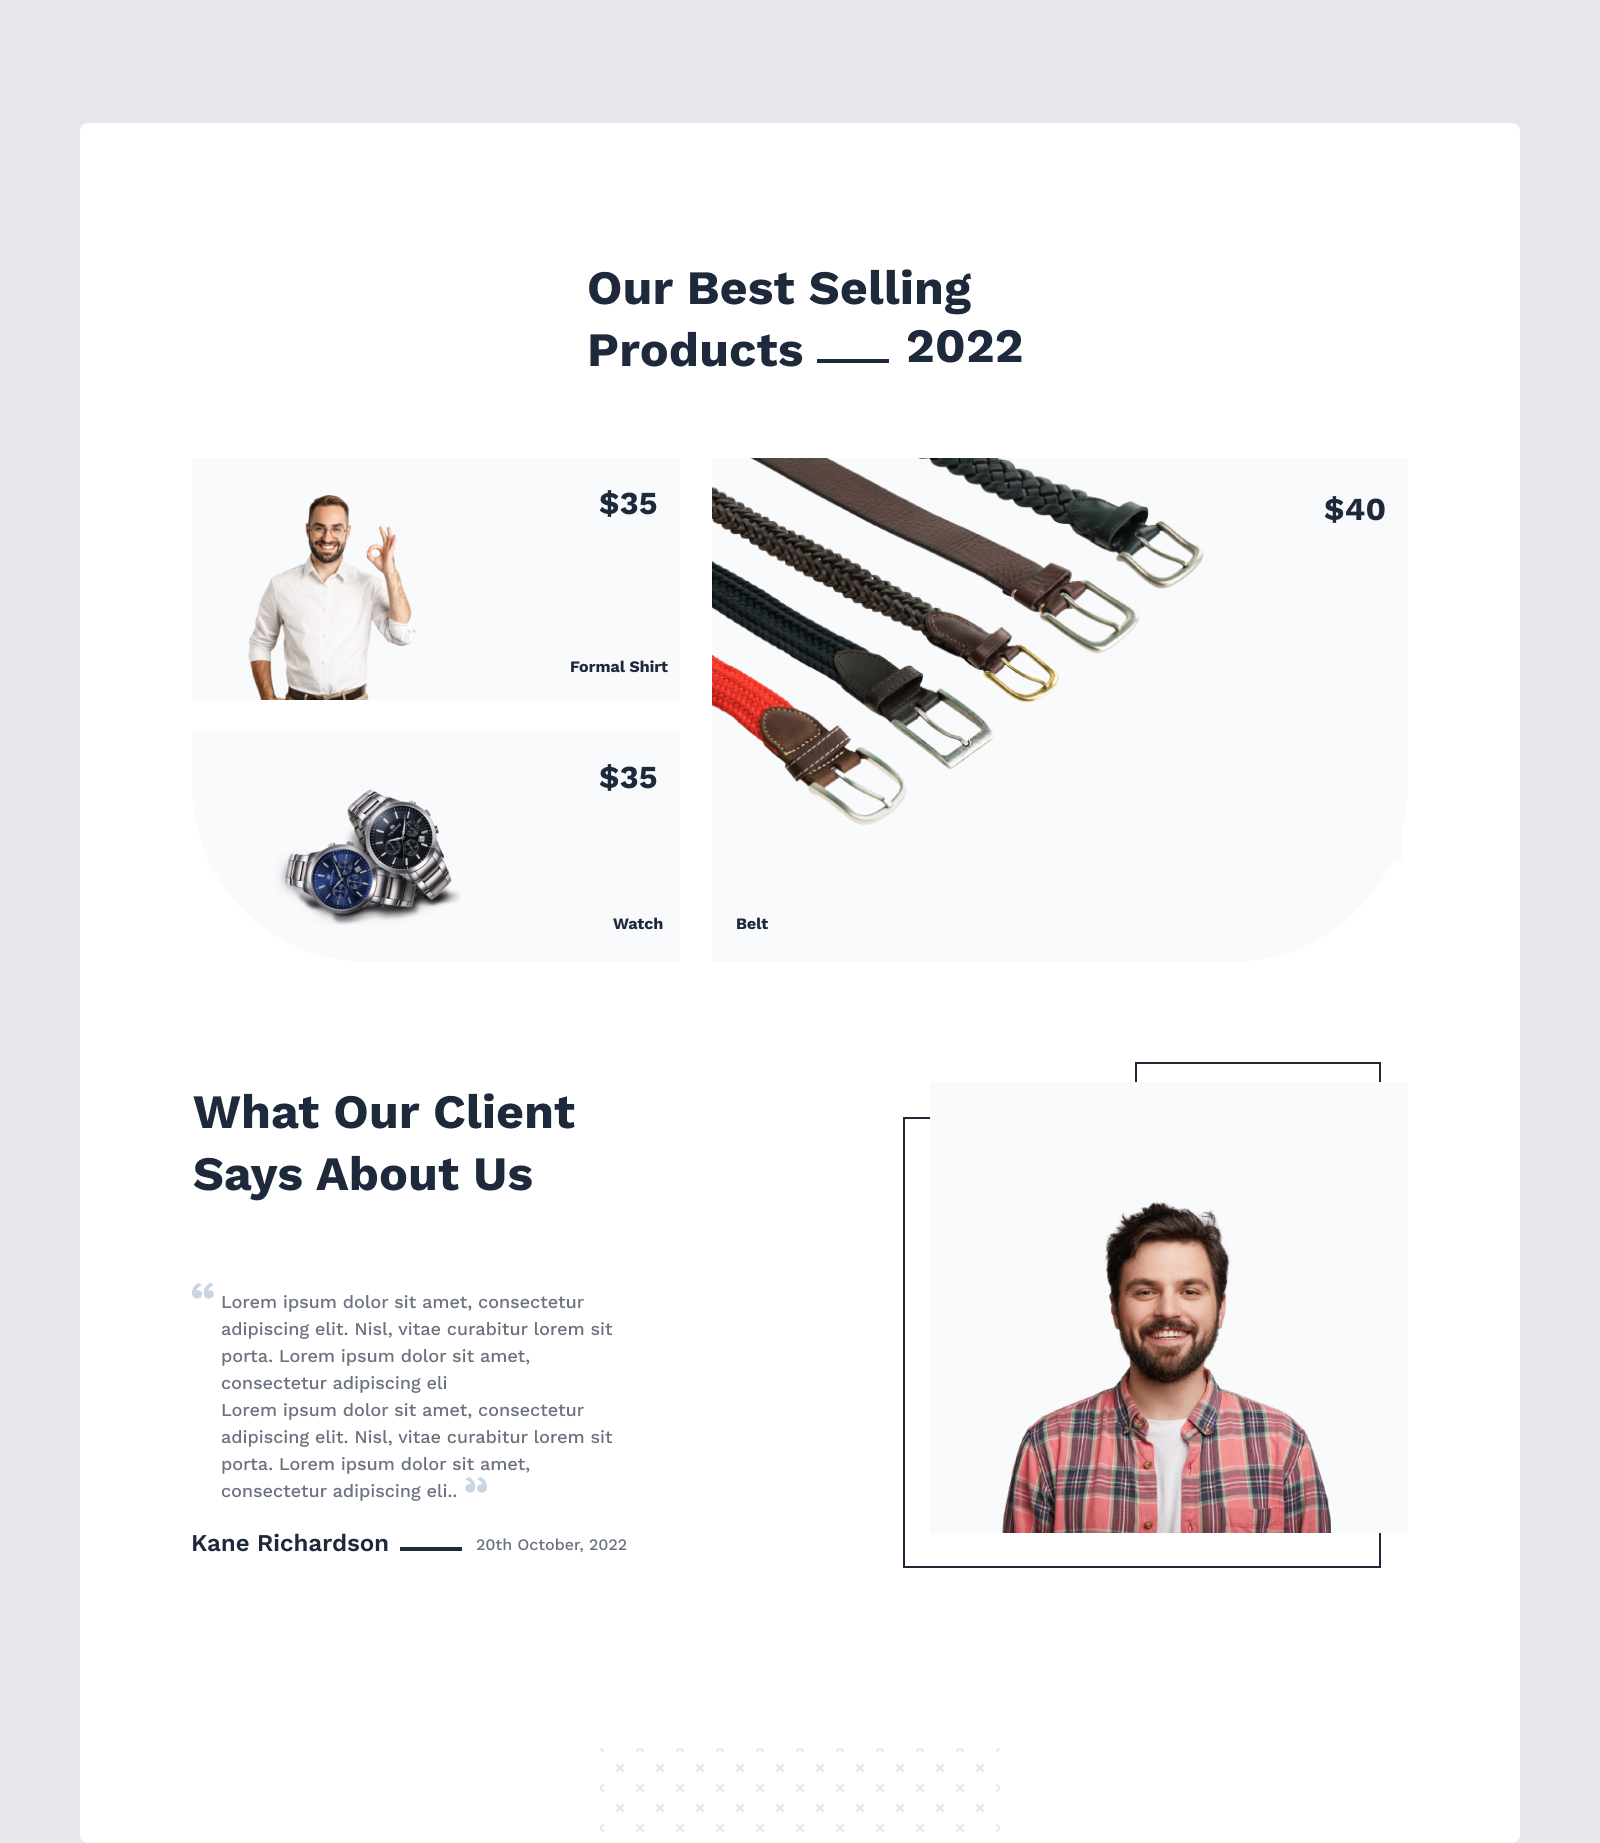 Our Best Selling
Products 2022
$35
Formal Shirt
$40
$35
Watch
Belt
What Our Client
Says About Us
“ Lorem ipsum dolor sit amet, consectetur
adipiscing elit. Nisl, vitae curabitur lorem sit
porta. Lorem ipsum dolor sit amet,
consectetur adipiscing eli
Lorem ipsum dolor sit amet, consectetur
adipiscing elit. Nisl, vitae curabitur lorem sit
porta. Lorem ipsum dolor sit amet,
consectetur adipiscing eli.. ”
Kane Richardson 20th October, 2022